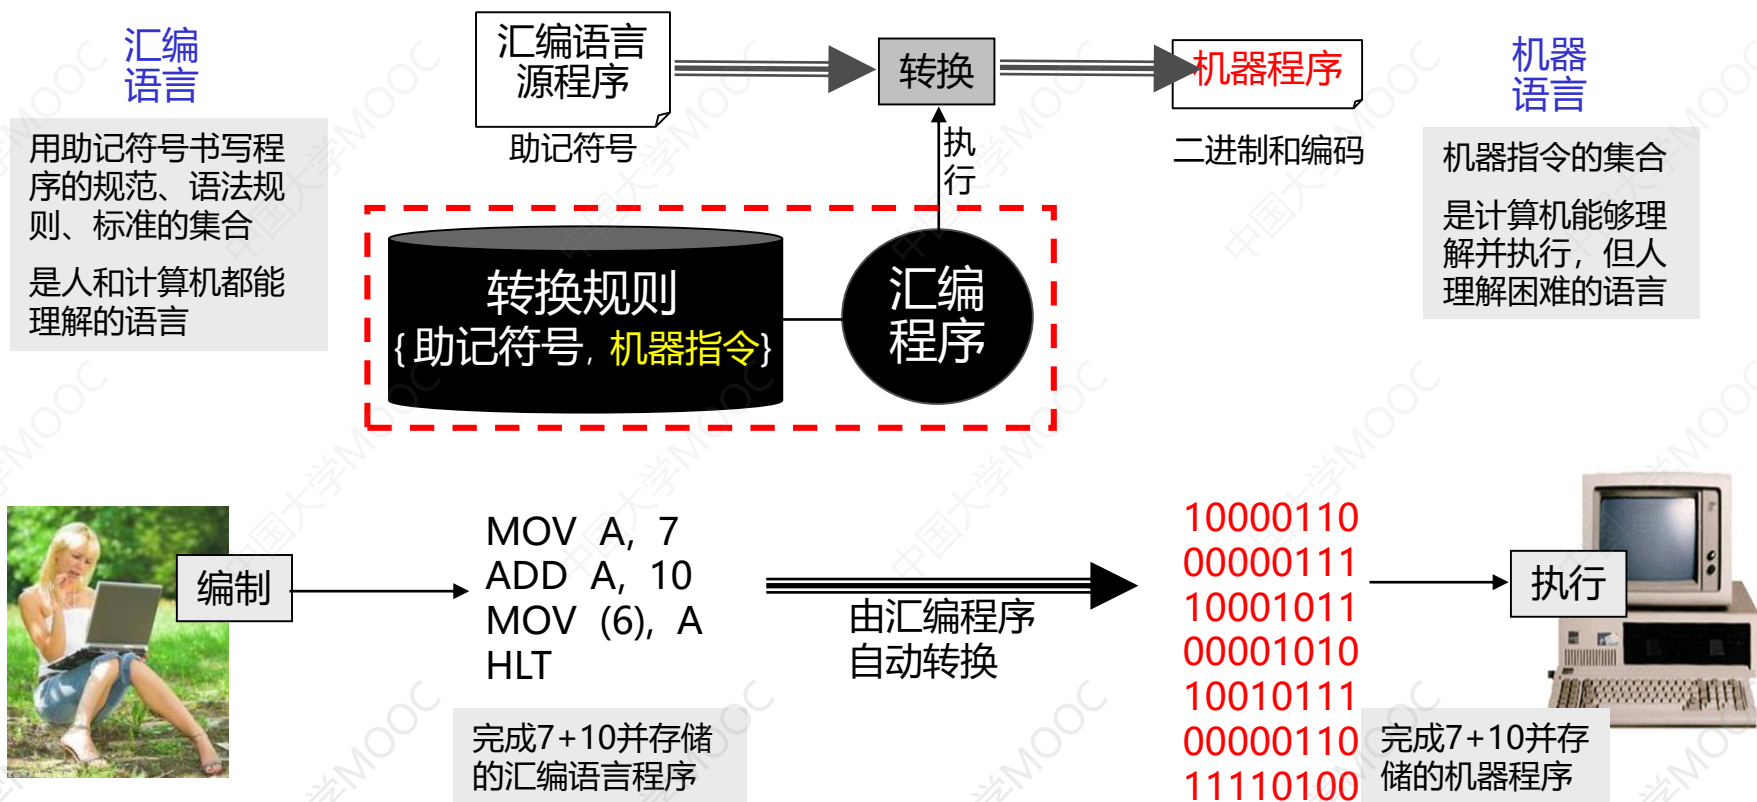 汇编
语言
用助记符号书写程
序的规范、语法规
则、标准的集合
是人和计算机都能
理解的语言
汇编语言
源程序
助记符号
转换
执
行
机器程序
二进制和编码
机器
语言
机器指令的集合
是计算机能够理
解并执行，但人
理解困难的语言
转换规则
{助记符号, 机器指令}
汇编
程序
编制
MOV A, 7
ADD A, 10
MOV (6), A
HLT
完成7+10并存储
的汇编语言程序
由汇编程序
自动转换
10000110
00000111
10001011
00001010
10010111
00000110
11110100
执行
完成7+10并存
储的机器程序
中国大学MOOC